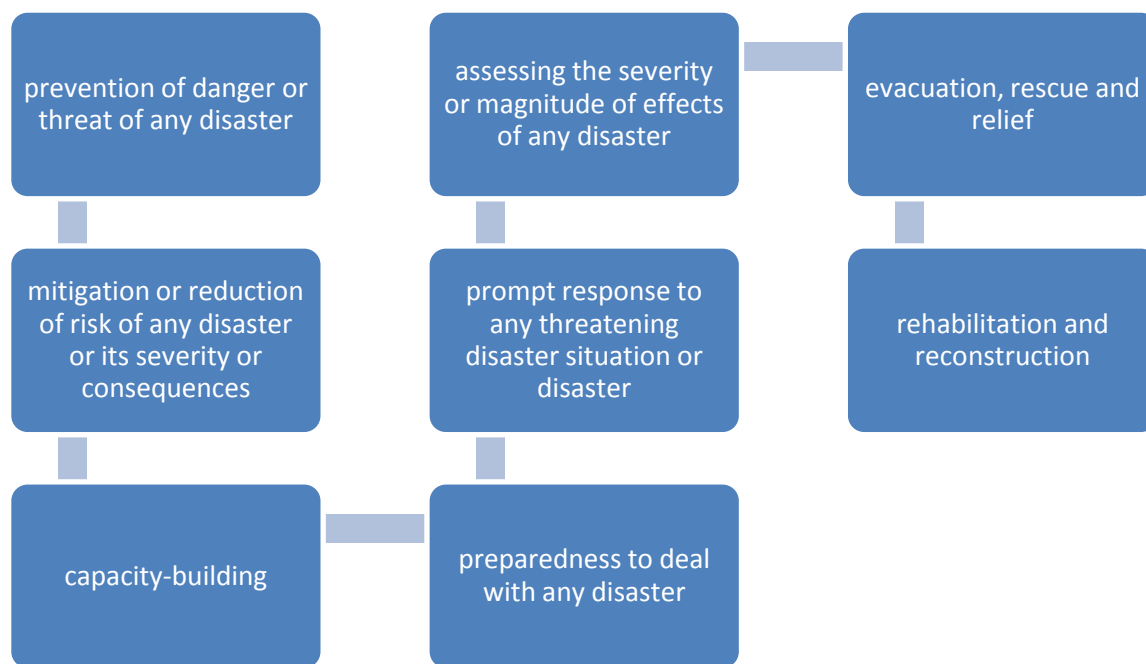 prevention of danger or
threat of any disaster
mitigation or reduction
of risk of any disaster
or its severity or
consequences
capacity-building
preparedness to deal
with any disaster
prompt response to
any threatening
disaster situation or
disaster
assessing the severity
or magnitude of effects
of any disaster
evacuation, rescue and
relief
rehabilitation and
reconstruction